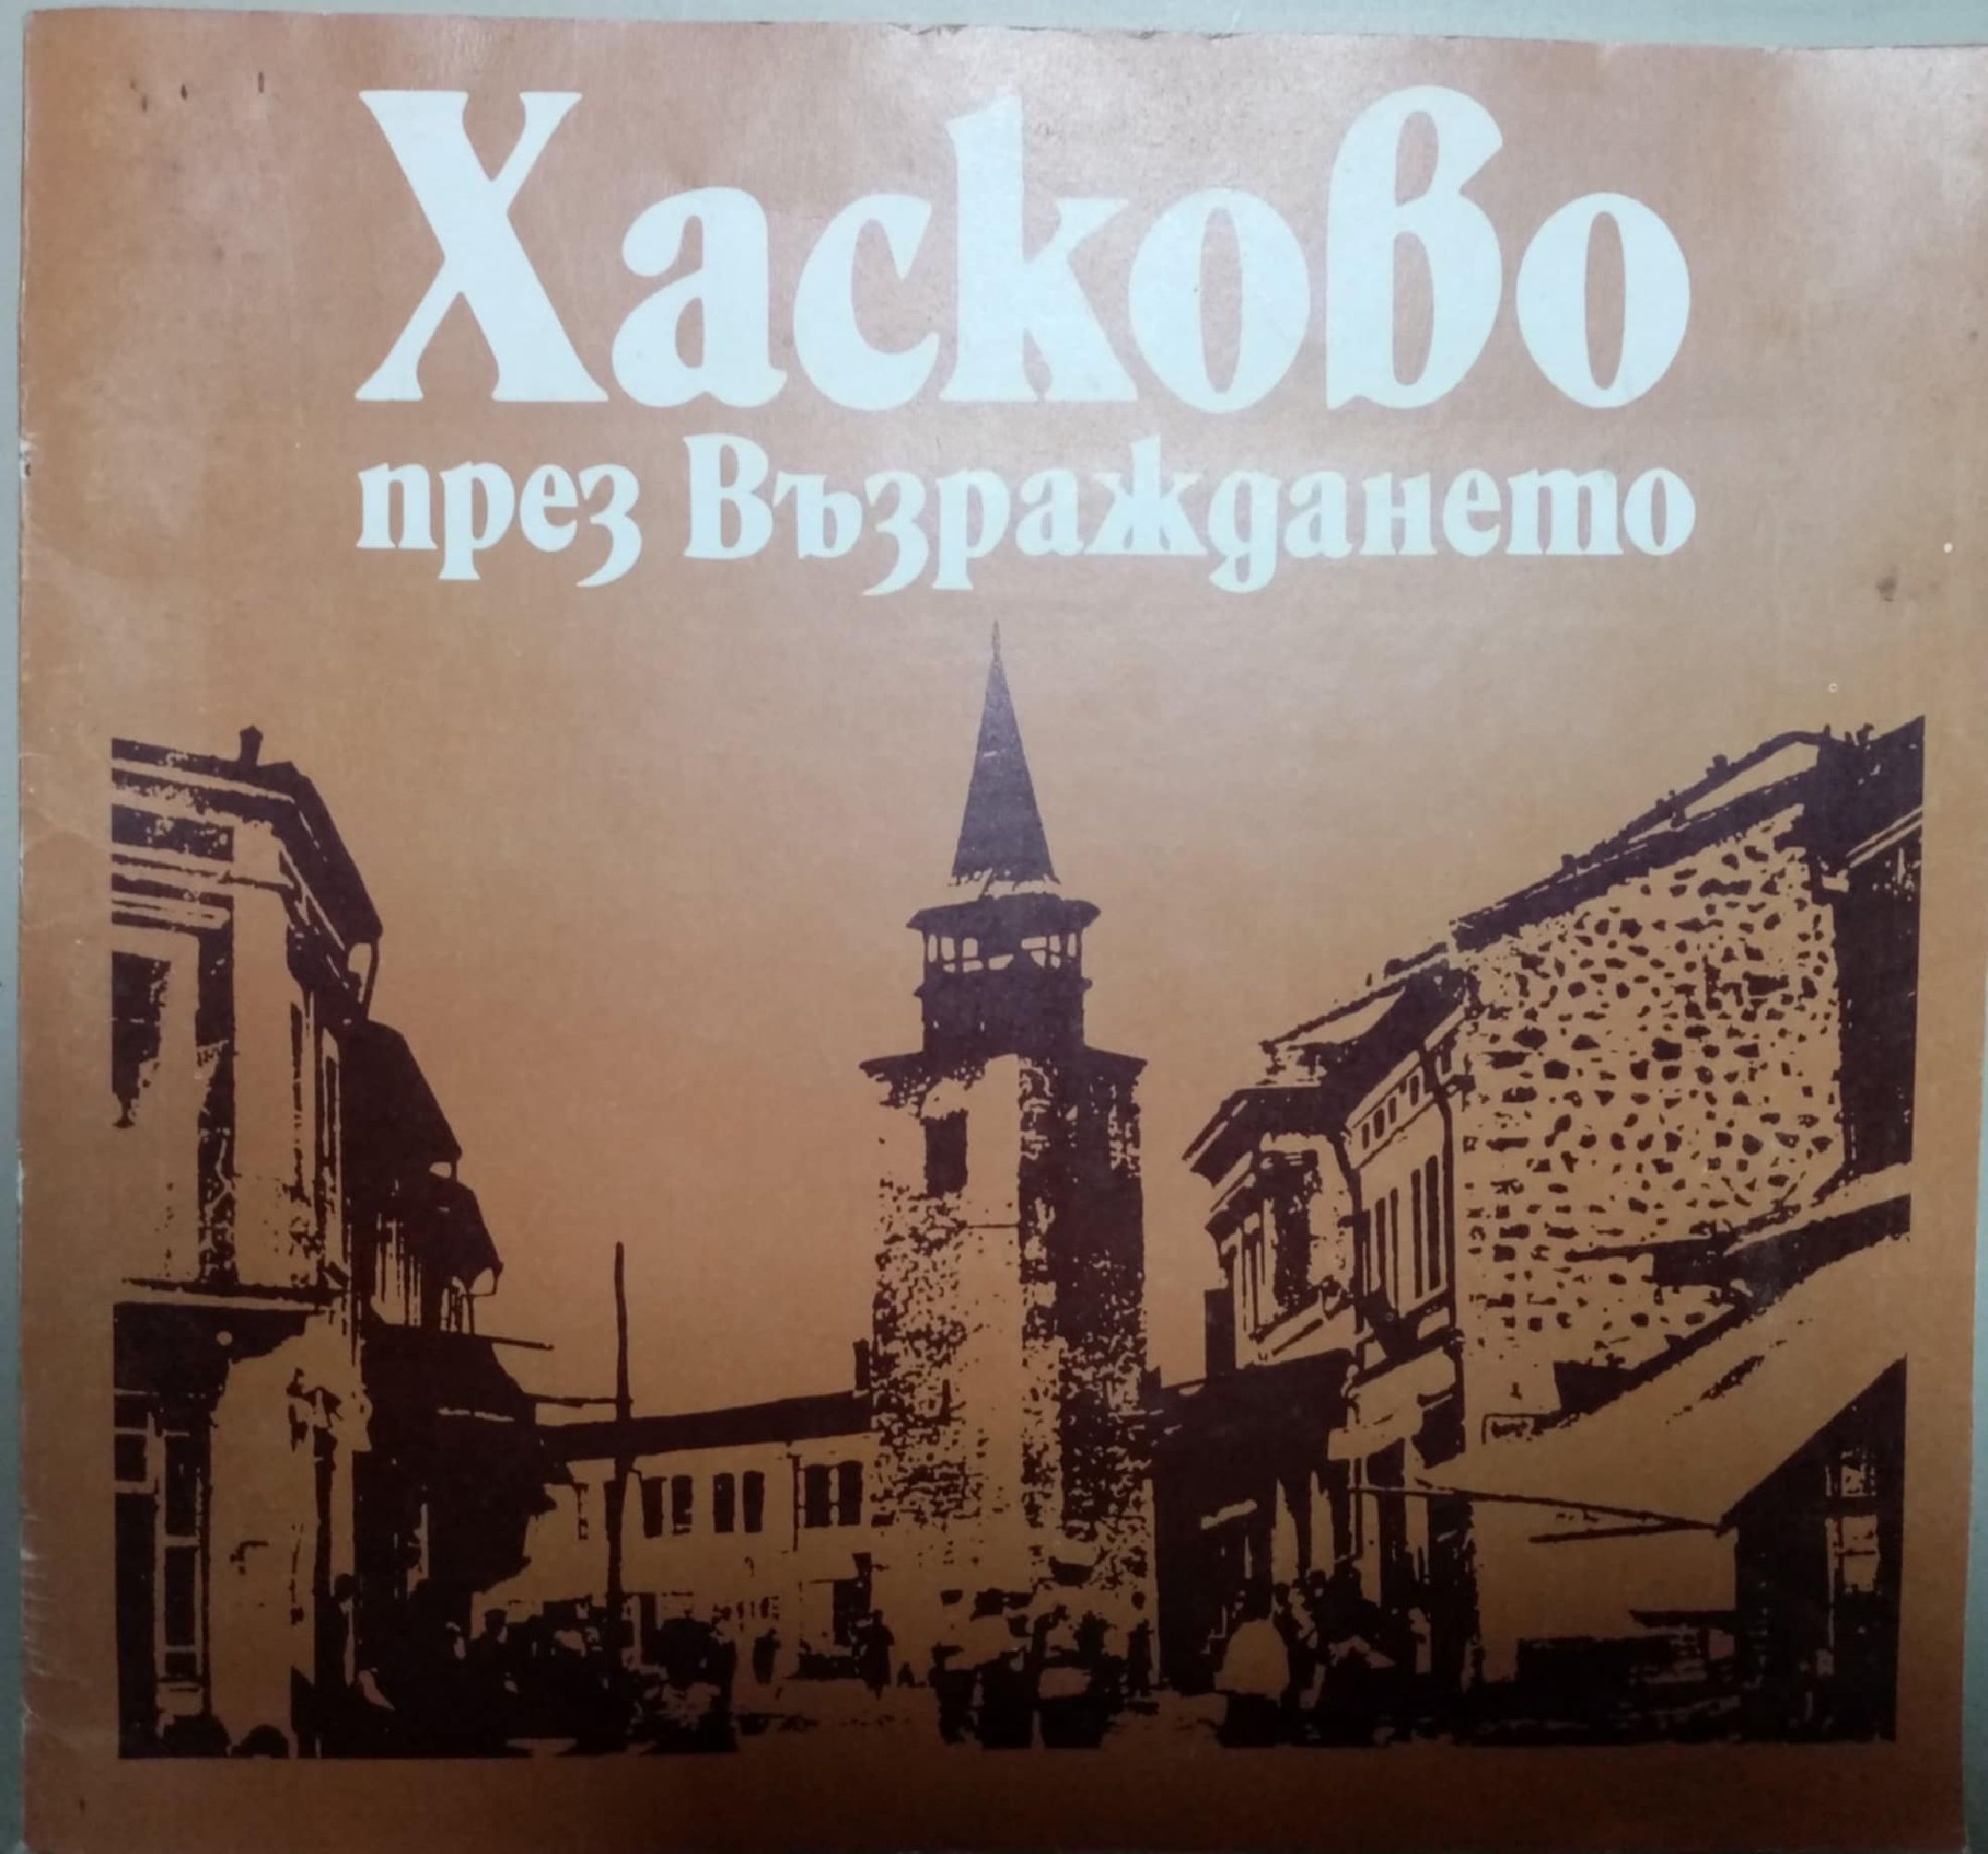 Хасково
през Възраждането